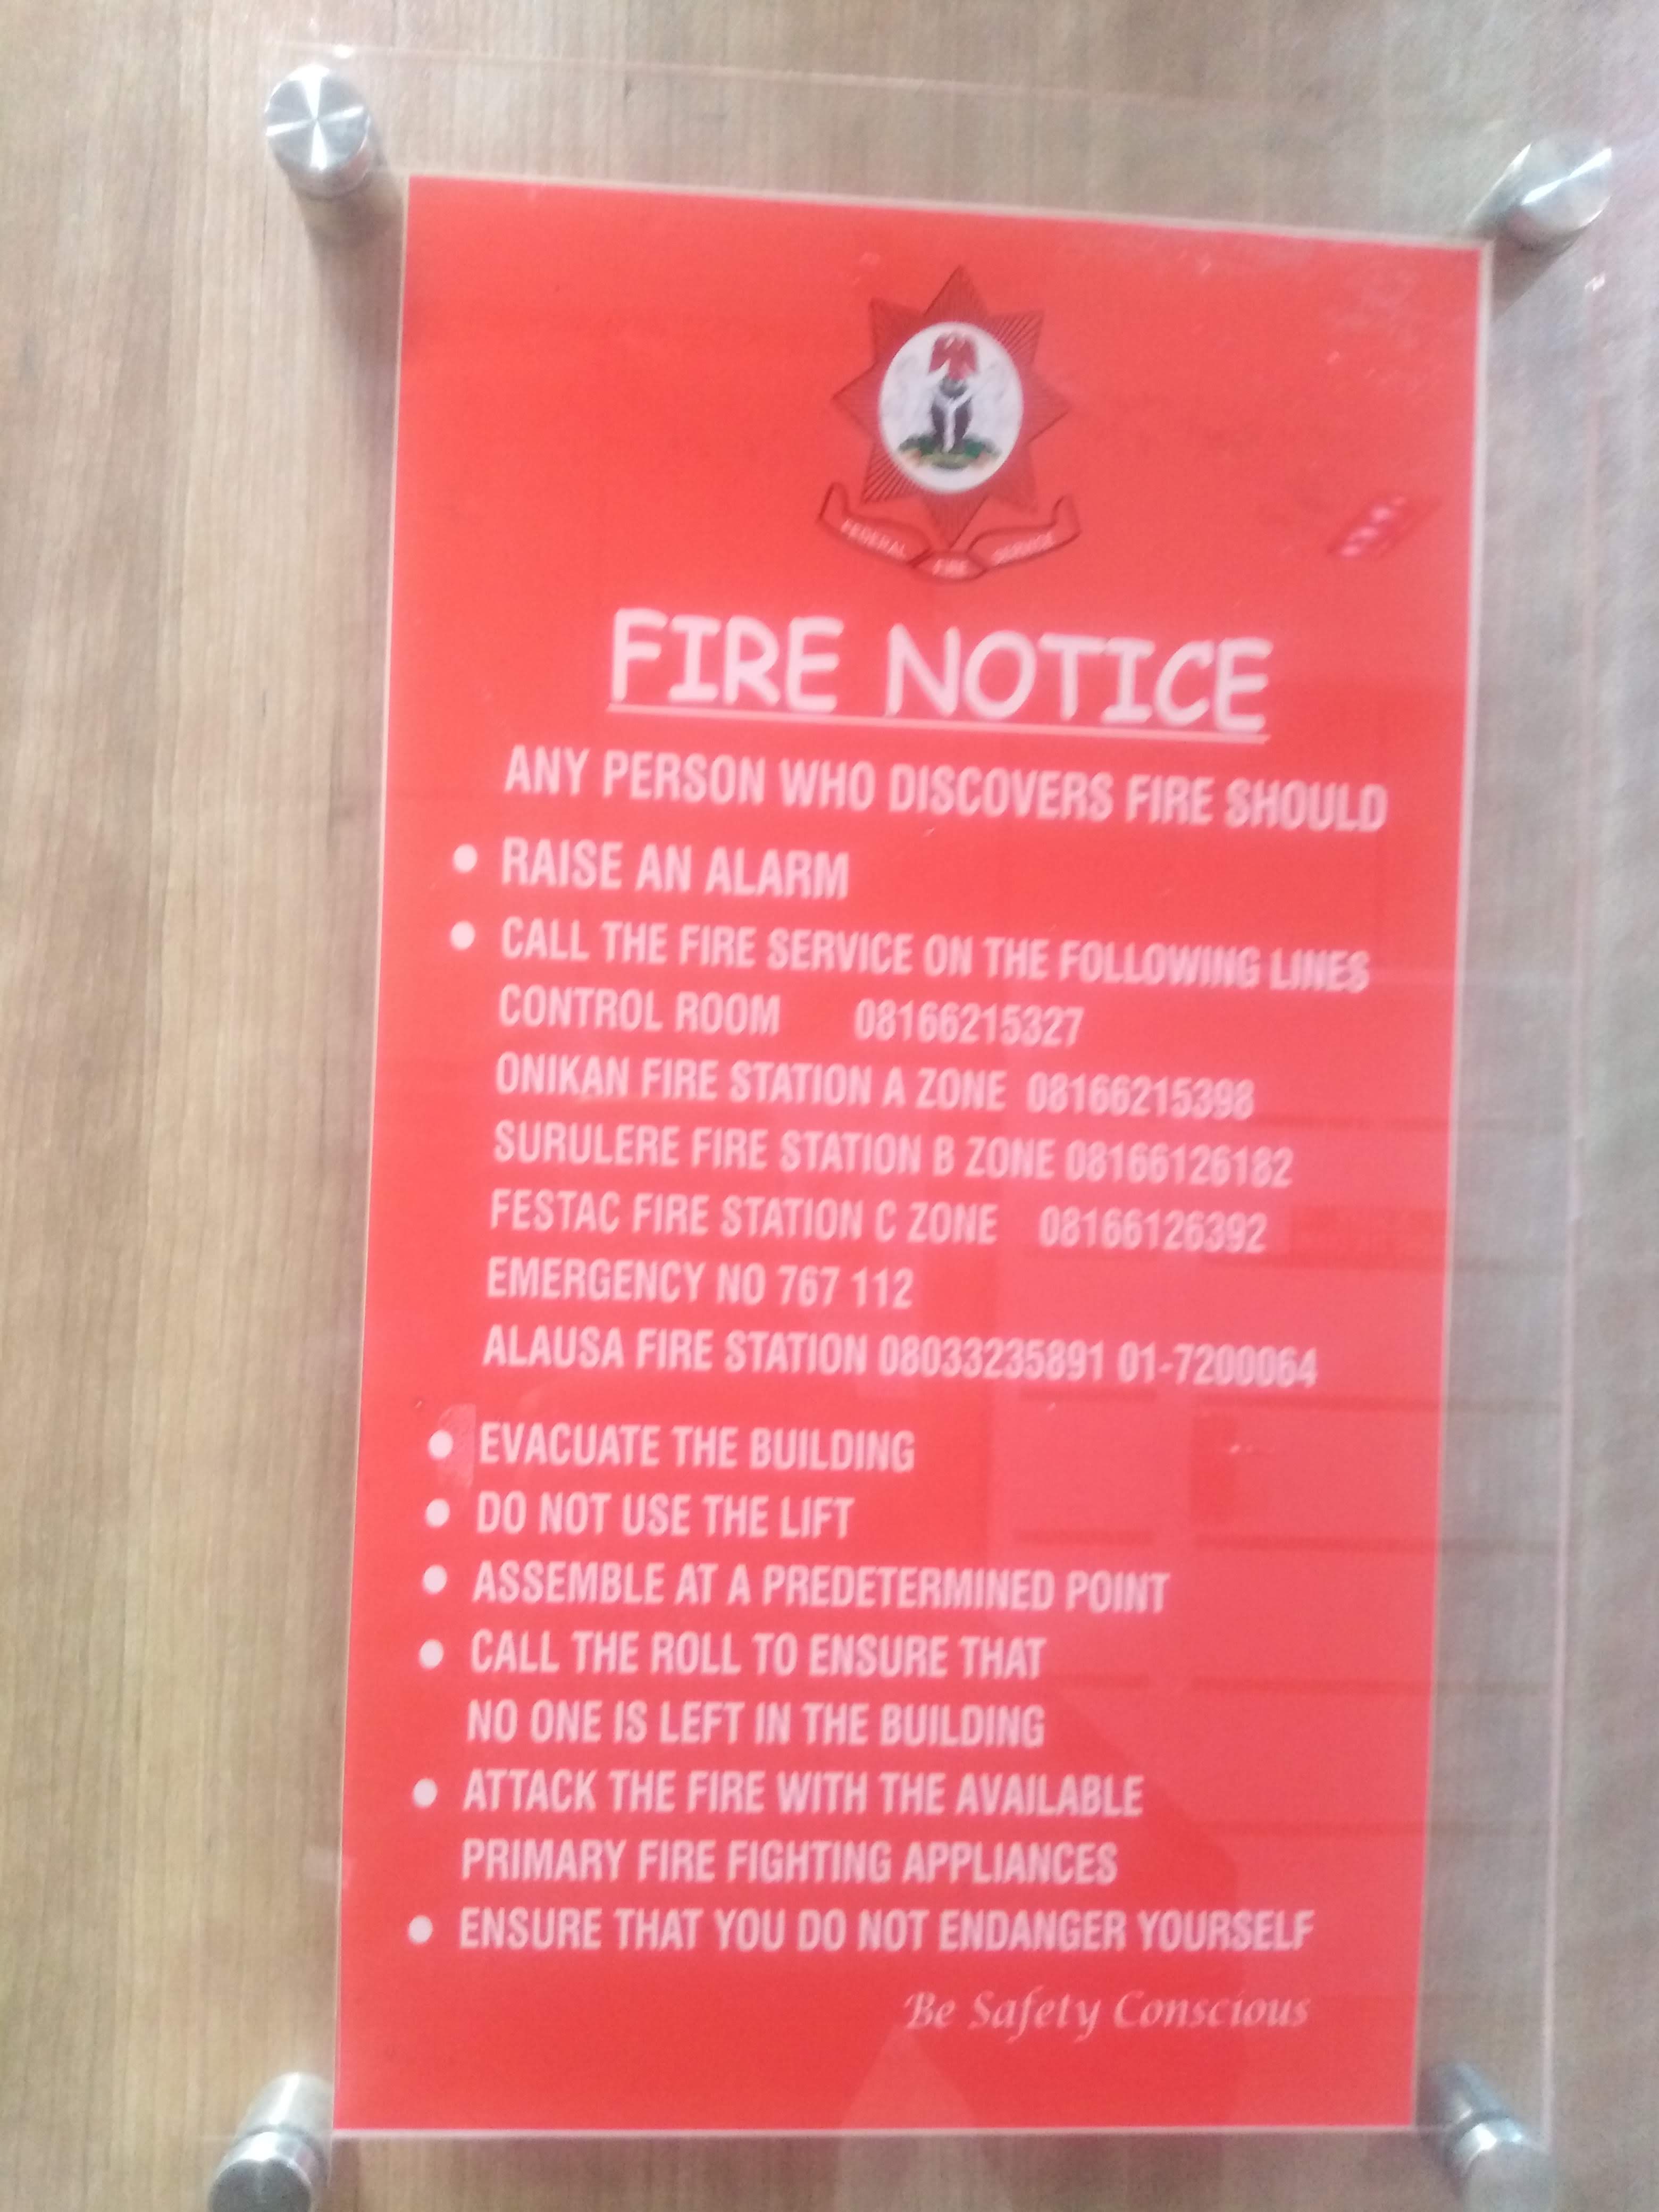 FEDERAL FIRE SERVICE
FIRE NOTICE
ANY PERSON WHO DISCOVERS FIRE SHOULD
• RAISE AN ALARM
• CALL THE FIRE SERVICE ON THE FOLLOWING LINES
CONTROL ROOM 08166215327
ONIKAN FIRE STATION A ZONE 08166215398
SURULERE FIRE STATION B ZONE 08166126182
FESTAC FIRE STATION C ZONE 08166126392
EMERGENCY NO 767 112
ALAUSA FIRE STATION 08033235891 01-7200064
• EVACUATE THE BUILDING
• DO NOT USE THE LIFT
• ASSEMBLE AT A PREDETERMINED POINT
• CALL THE ROLL TO ENSURE THAT
NO ONE IS LEFT IN THE BUILDING
• ATTACK THE FIRE WITH THE AVAILABLE
PRIMARY FIRE FIGHTING APPLIANCES
• ENSURE THAT YOU DO NOT ENDANGER YOURSELF
Be Safety Conscious